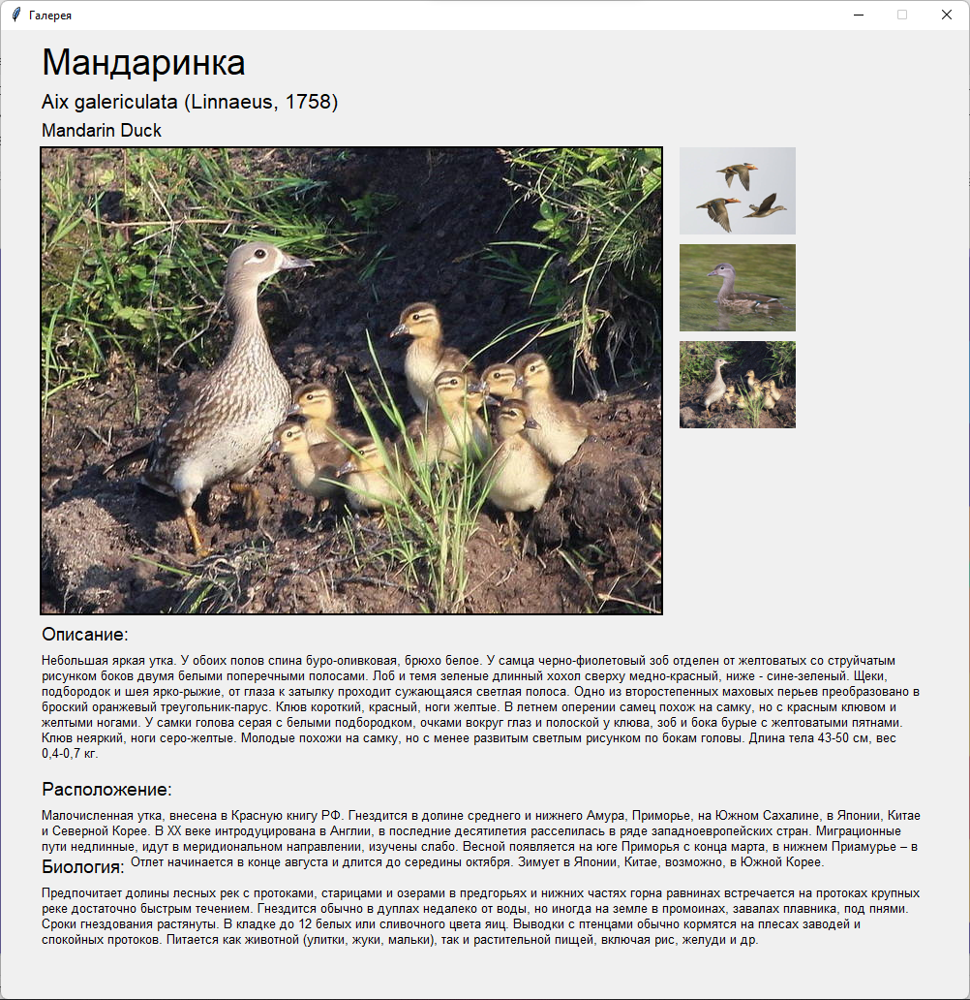 Галерея
Мандаринка
Aix galericulata (Linnaeus, 1758)
Mandarin Duck
Описание:
Небольшая яркая утка. У обоих полов спина буро-оливковая, брюхо белое. У самца черно-фиолетовый зоб отделен от желтоватых со струйчатым
рисунком боков двумя белыми поперечными полосами. Лоб и темя зеленые длинный хохол сверху медно-красный, ниже - сине-зеленый. Щеки,
подбородок и шея ярко-рыжие, от глаза к затылку проходит сужающаяся светлая полоса. Одно из второстепенных маховых перьев преобразовано в
броский оранжевый треугольник-парус. Клюв короткий, красный, ноги желтые. В летнем оперении самец похож на самку, но с красным клювом и
желтыми ногами. У самки голова серая с белыми подбородком, очками вокруг глаз и полоской у клюва, зоб и бока бурые с желтоватыми пятнами.
Клюв неяркий, ноги серо-желтые. Молодые похожи на самку, но с менее развитым светлым рисунком по бокам головы. Длина тела 43-50 см, вес
0,4-0,7 кг.
Расположение:
Малочисленная утка, внесена в Красную книгу РФ. Гнездится в долине среднего и нижнего Амура, Приморье, на Южном Сахалине, в Японии, Китае
и Северной Корее. В XX веке интродуцирована в Англии, в последние десятилетия расселилась в ряде западноевропейских стран. Миграционные
пути недлинные, идут в меридиональном направлении, изучены слабо. Весной появляется на юге Приморья с конца марта, в нижнем Приамурье – в
Отлет начинается в конце августа и длится до середины октября. Зимует в Японии, Китае, возможно, в Южной Корее.
Биология:
Предпочитает долины лесных рек с протоками, старицами и озерами в предгорьях и нижних частях горна равнинах встречается на протоках крупных
реке достаточно быстрым течением. Гнездится обычно в дуплах недалеко от воды, но иногда на земле в промоинах, завалах плавника, под пнями.
Сроки гнездования растянуты. В кладке до 12 белых или сливочного цвета яиц. Выводки с птенцами обычно кормятся на плесах заводей и
спокойных протоков. Питается как животной (улитки, жуки, мальки), так и растительной пищей, включая рис, желуди и др.